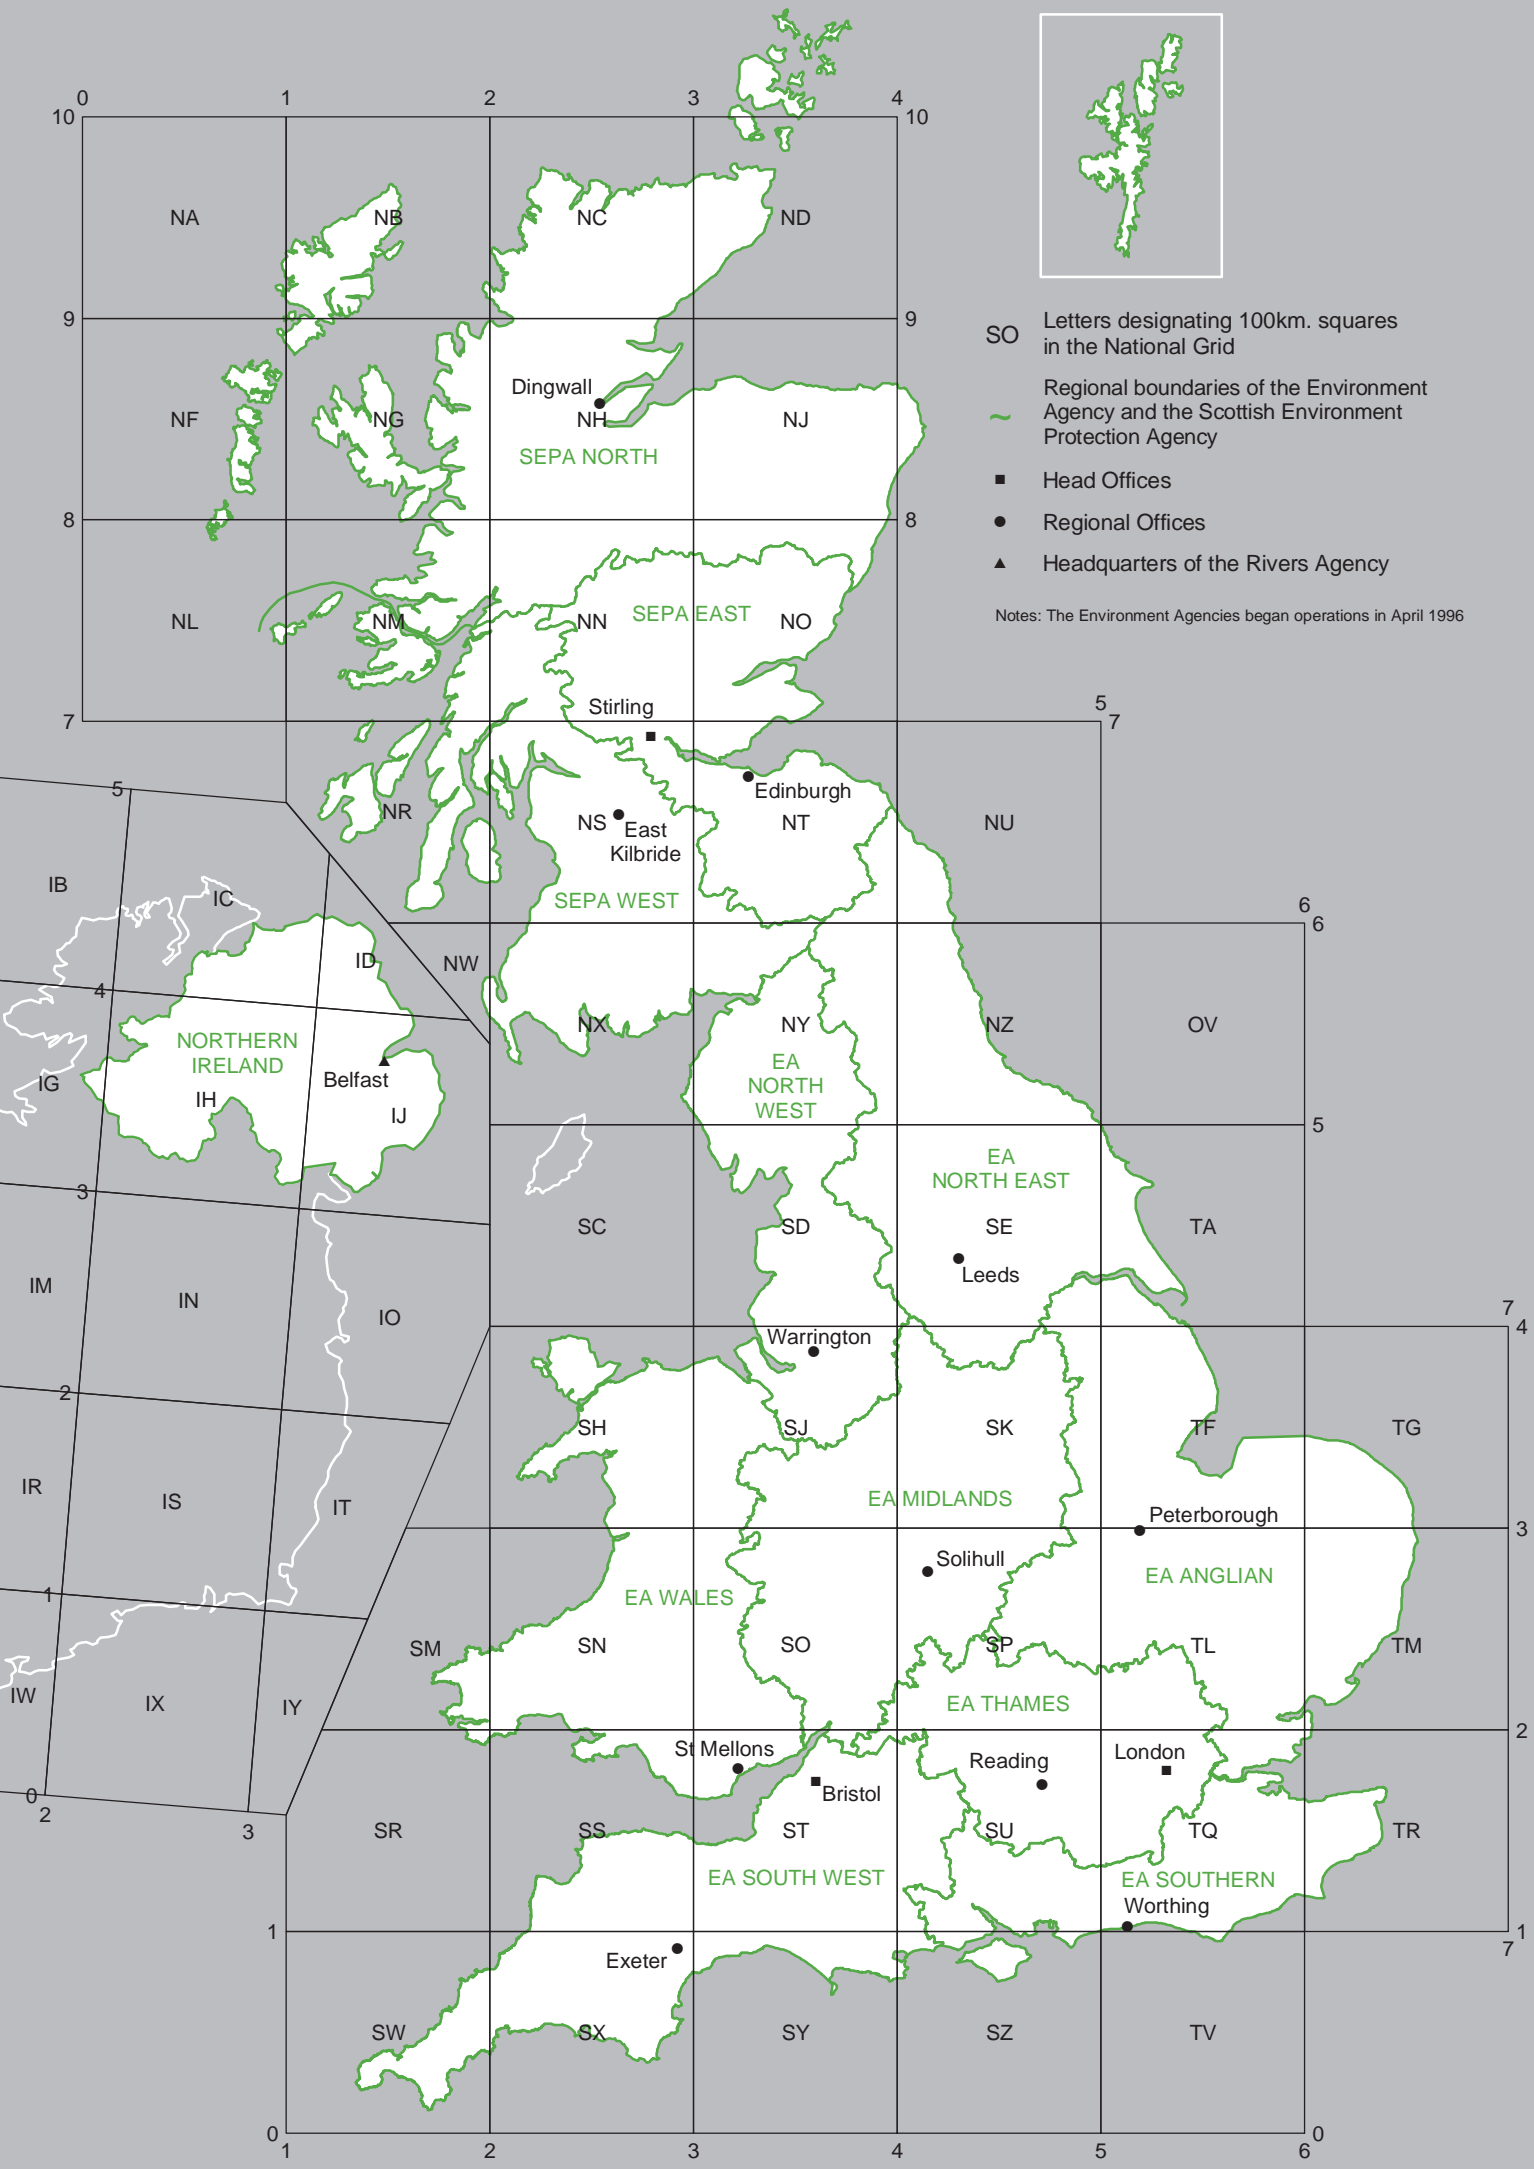 0 1 2 3 4
10 10
NA NB NC ND
9 9
SO Letters designating 100km. squares
in the National Grid
Regional boundaries of the Environment
Agency and the Scottish Environment
Protection Agency
Dingwall
NF NG NH NJ
SEPA NORTH
Head Offices
8 8
Regional Offices
Headquarters of the Rivers Agency
Notes: The Environment Agencies began operations in April 1996
NL NM NN SEPA EAST NO
Stirling
7 5 7
5
Edinburgh
NR NS East
Kilbride
NT NU
IB IC
SEPA WEST
6
6
ID NW
4
NX NY NZ OV
NORTHERN
IRELAND
EA
NORTH
WEST
Belfast
IG IH IJ
5
EA
NORTH EAST
3
SC SD SE TA
Leeds
IM IN IO
7
4
Warrington
2
SH SJ SK TF TG
IR IS IT
EA MIDLANDS
Peterborough
3
Solihull
EA ANGLIAN
1
EA WALES
SM SN SO SP TL TM
IW IX IY
EA THAMES
2
St Mellons Reading London
Bristol
0
2
3
SR SS ST SU TQ TR
EA SOUTH WEST EA SOUTHERN
Worthing
1 1
7
Exeter
SW SX SY SZ TV
0 0
1 2 3 4 5 6